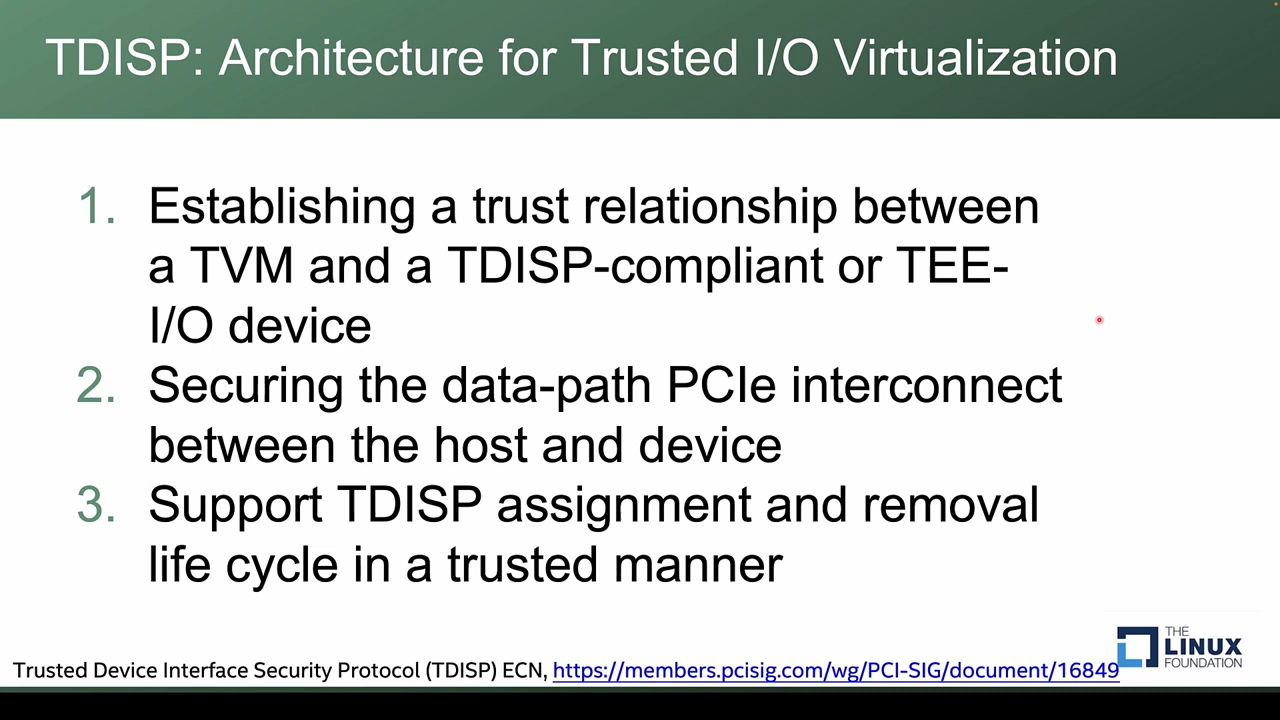 TDISP: Architecture for Trusted I/O Virtualization
1. Establishing a trust relationship between
a TVM and a TDISP-compliant or TEE-
I/O device
2. Securing the data-path PCIe interconnect
between the host and device
3. Support TDISP assignment and removal
life cycle in a trusted manner
THE
LINUX
FOUNDATION
Trusted Device Interface Security Protocol (TDISP) ECN, https://members.pcisig.com/wg/PCI-SIG/document/16849